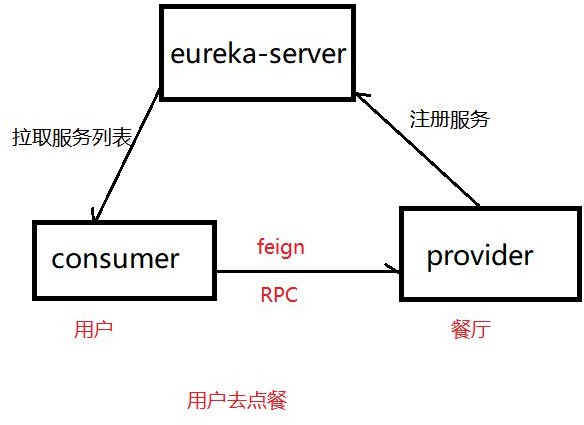 eureka-server
拉取服务列表
注册服务
consumer
feign
RPC
provider
用户
餐厅
用户去点餐